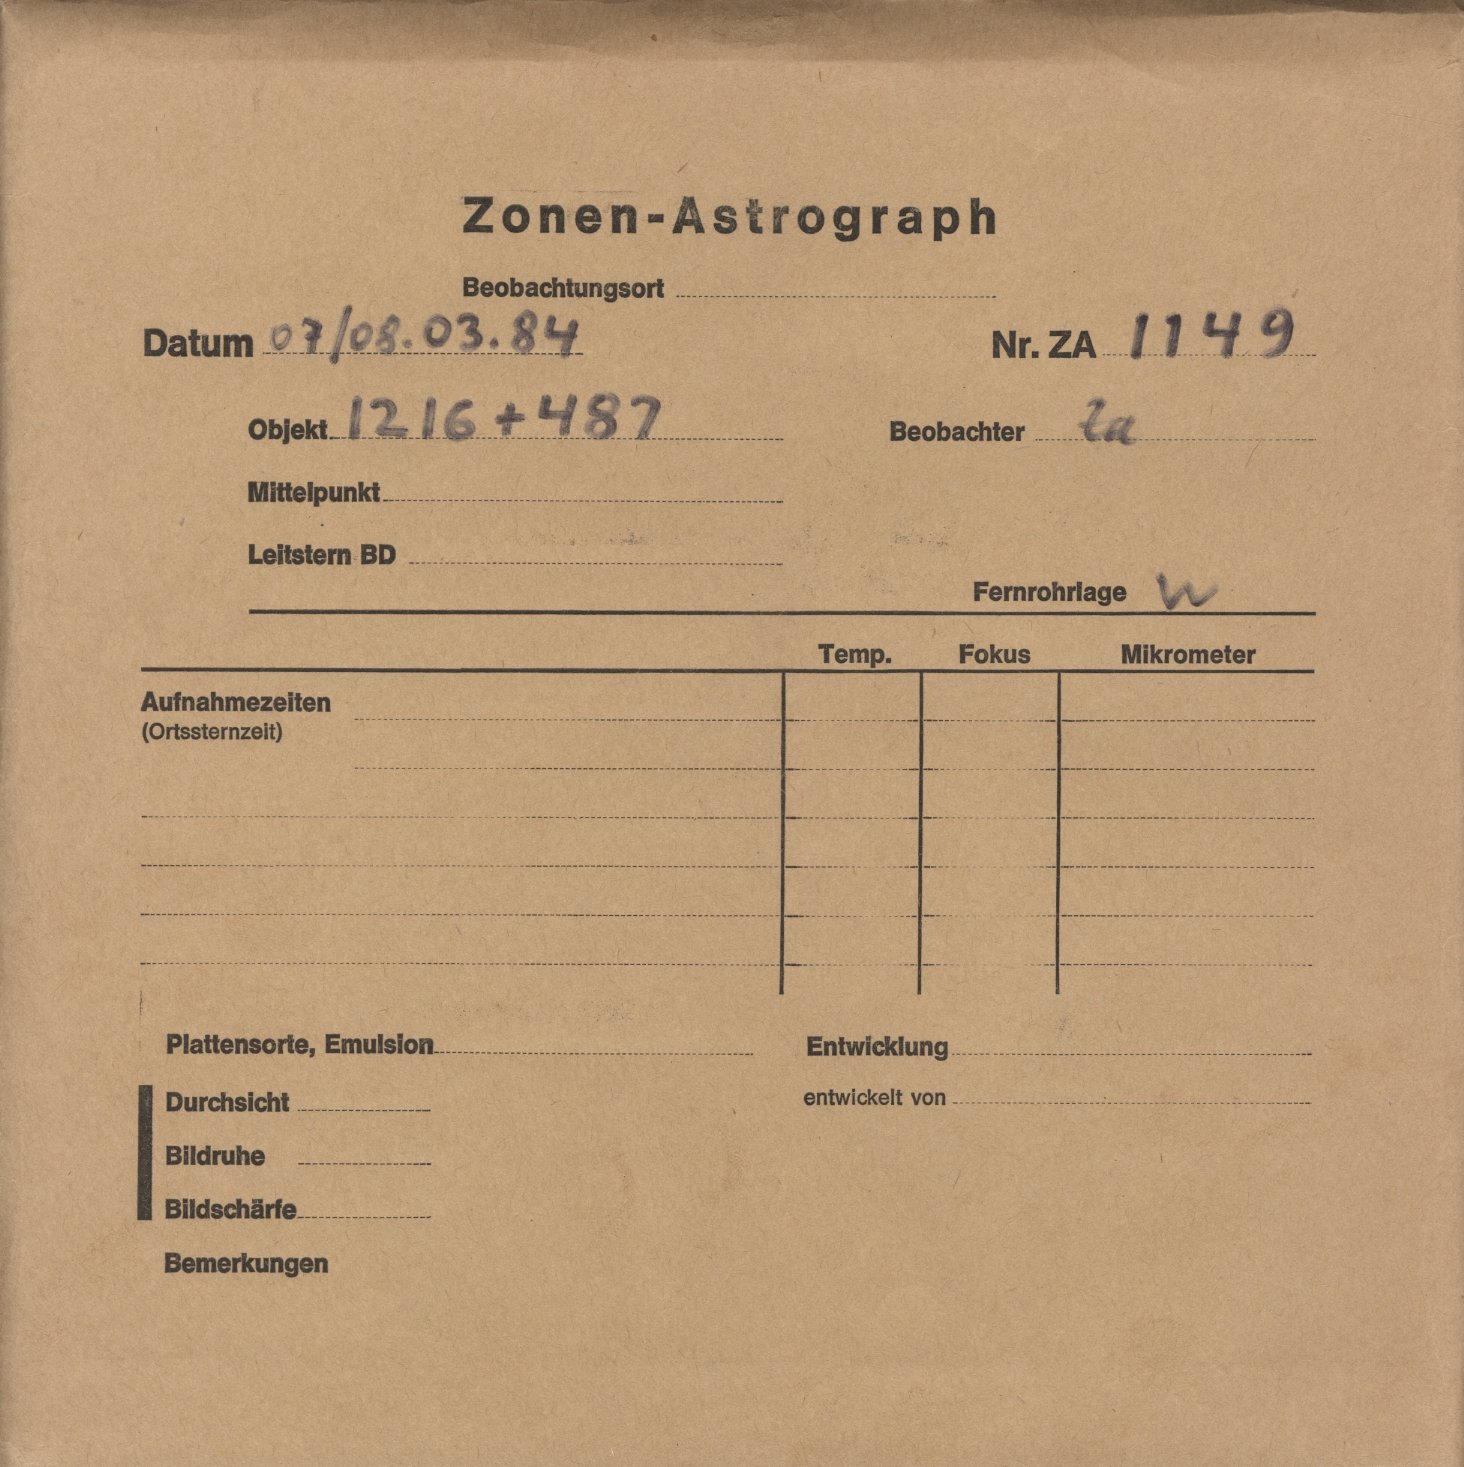 Zonen-Astrograph
Beobachtungsort
Datum 07/08.03.84 Nr. ZA 1149
Objekt 1216+487 Beobachter Za
Mittelpunkt
Leitstern BD
Fernrohrlage W
Temp. Fokus Mikrometer
Aufnahmezeiten
(Ortssternzeit)
Plattensorte, Emulsion Entwicklung
Durchsicht entwickelt von
Bildruhe
Bildschärfe
Bemerkungen